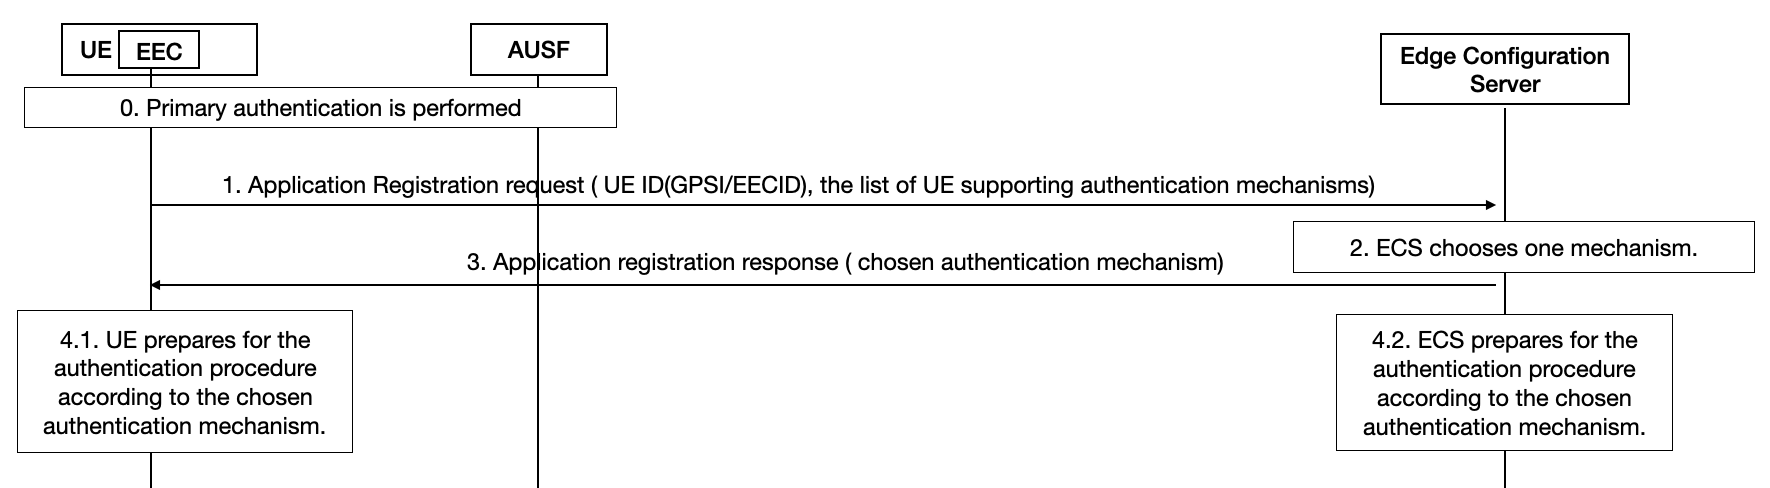 UE
EEC
AUSF
Edge Configuration
Server
0. Primary authentication is performed
1. Application Registration request ( UE ID(GPSI/EECID), the list of UE supporting authentication mechanisms)
2. ECS chooses one mechanism.
3. Application registration response ( chosen authentication mechanism)
4.1. UE prepares for the
authentication procedure
according to the chosen
authentication mechanism.
4.2. ECS prepares for the
authentication procedure
according to the chosen
authentication mechanism.